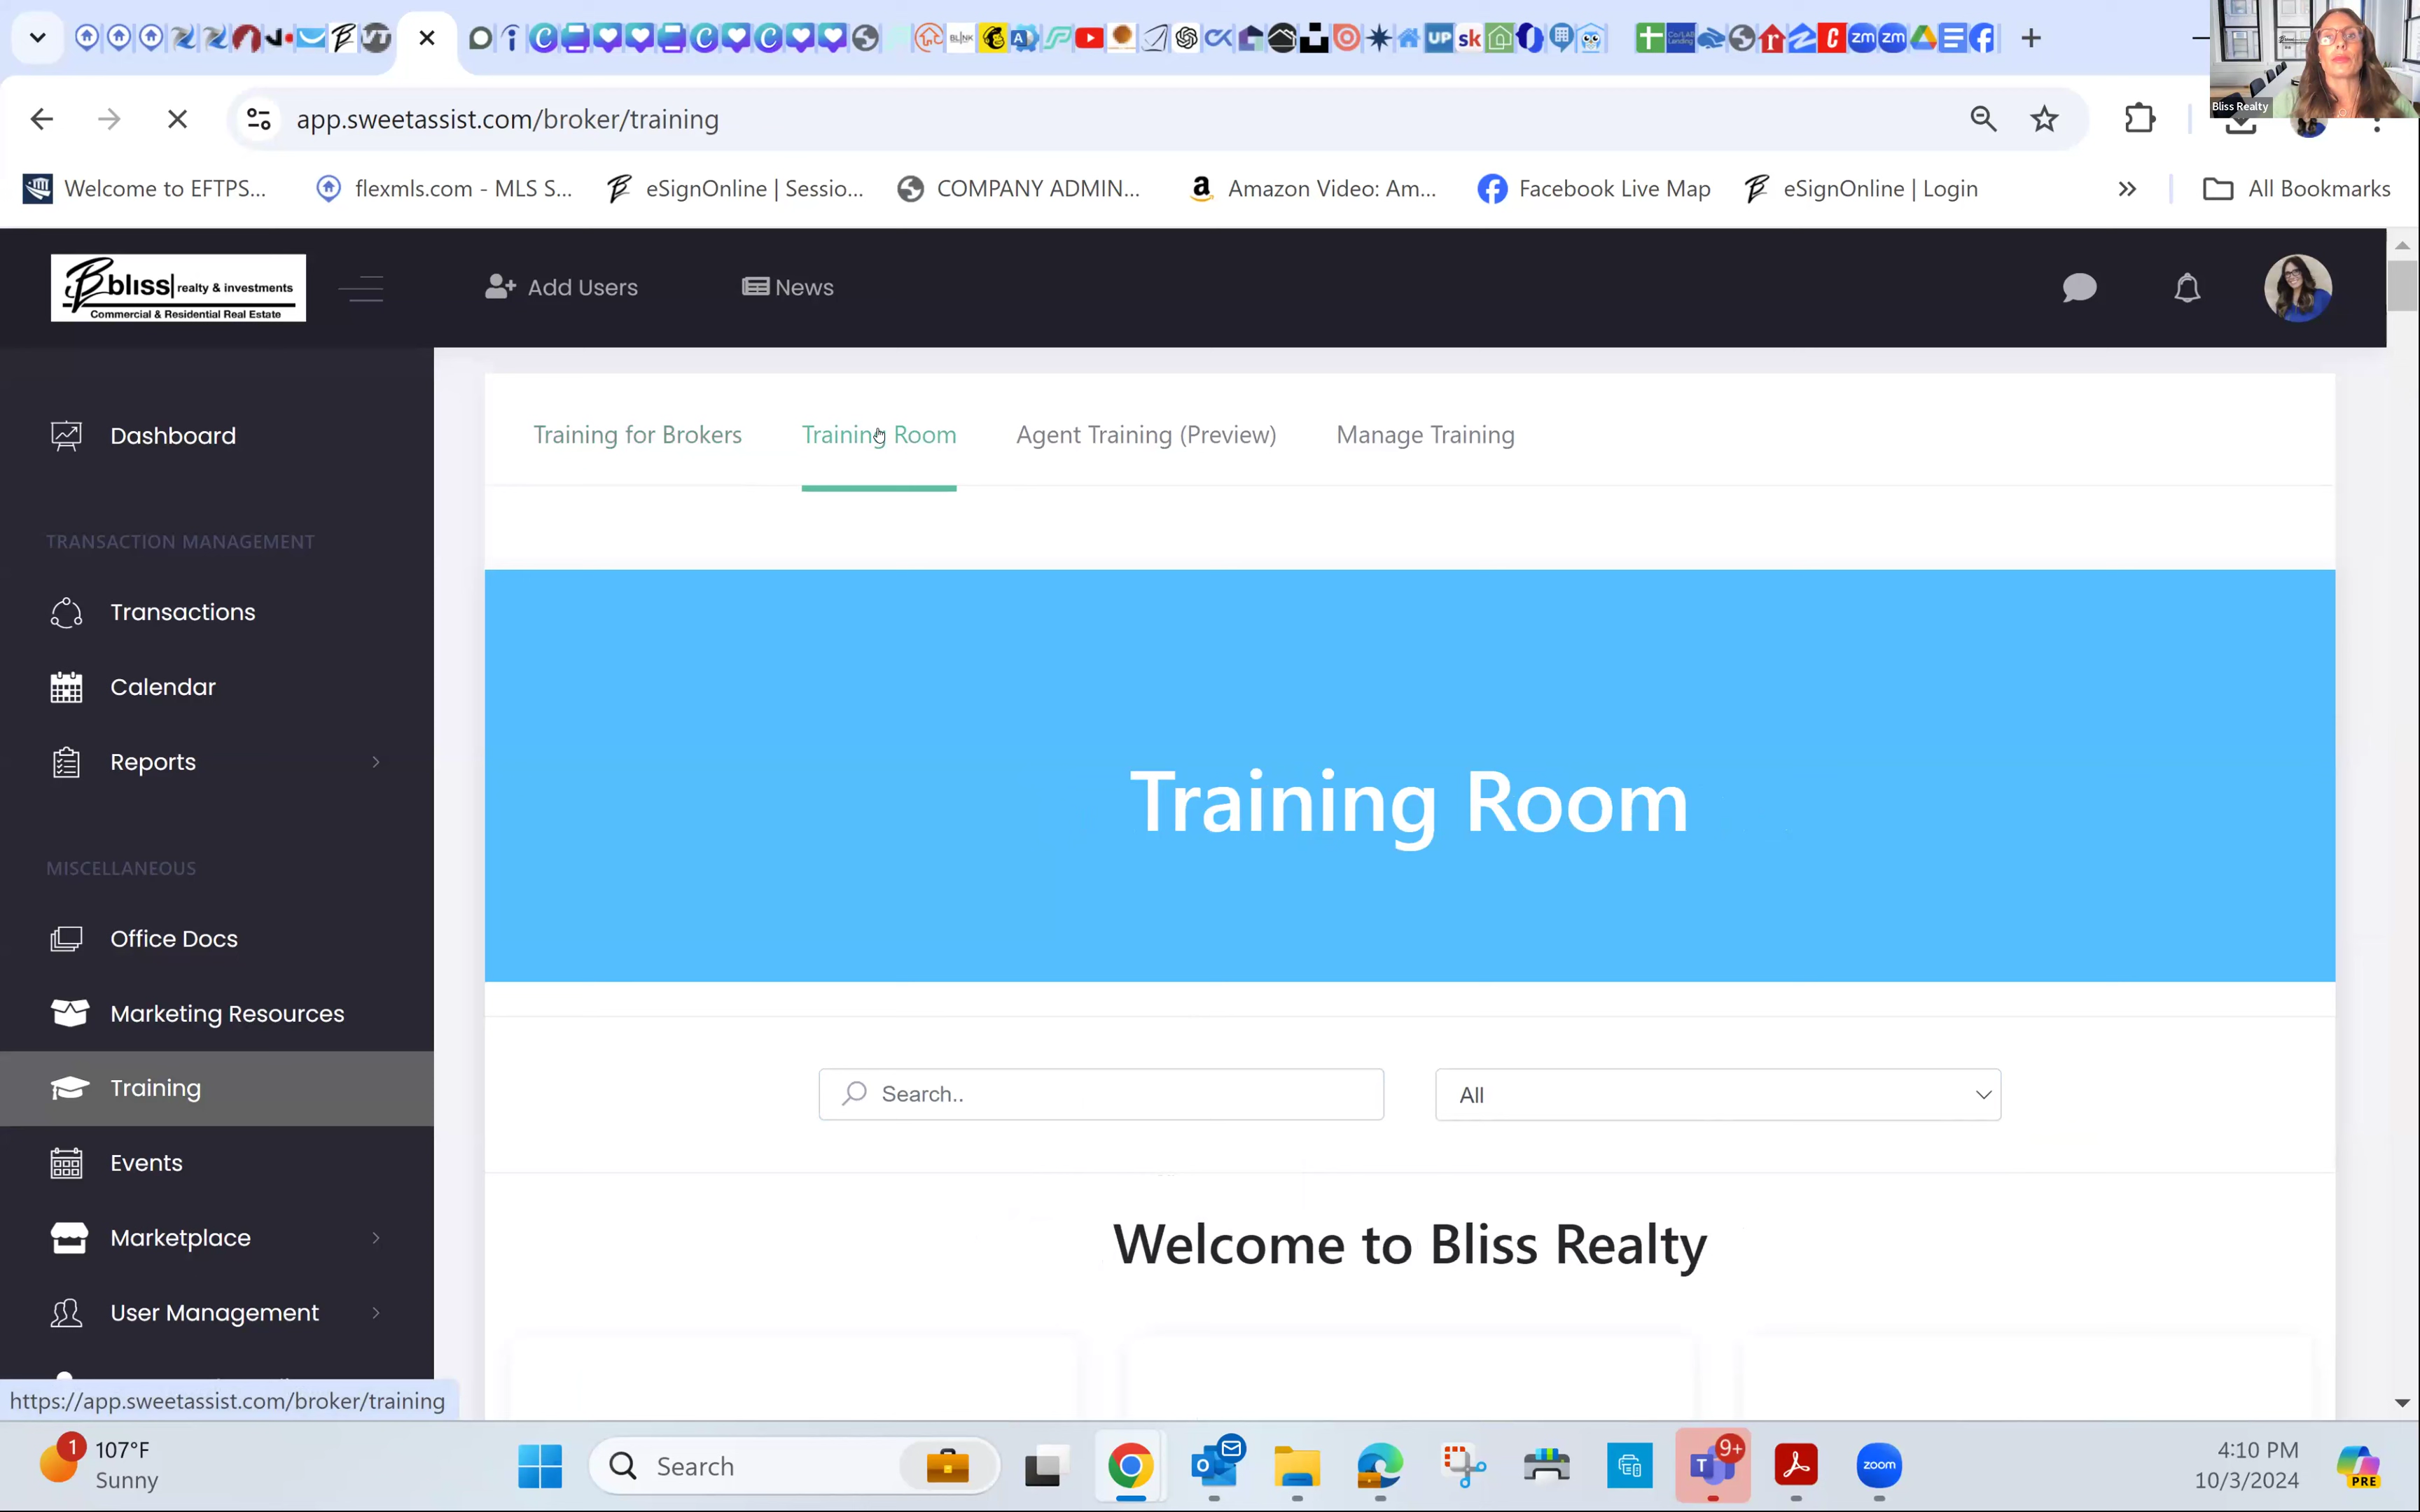 Bliss Realty
app.sweetassist.com/broker/training
Welcome to EFTPS...
flexmls.com - MLS S...
eSignOnline | Sessio...
COMPANY ADMIN...
Amazon Video: Am...
Facebook Live Map
eSignOnline | Login
All Bookmarks
bliss| realty & investments
Commercial & Residential Real Estate
Add Users
News
Dashboard
TRANSACTION MANAGEMENT
Transactions
Calendar
Reports
MISCELLANEOUS
Office Docs
Marketing Resources
Training
Events
Marketplace
User Management
Training for Brokers
Training Room
Agent Training (Preview)
Manage Training
Training Room
Search..
All
Welcome to Bliss Realty
https://app.sweetassist.com/broker/training
1
107°F
Sunny
Search
9+
zoom
4:10 PM
10/3/2024
PRE